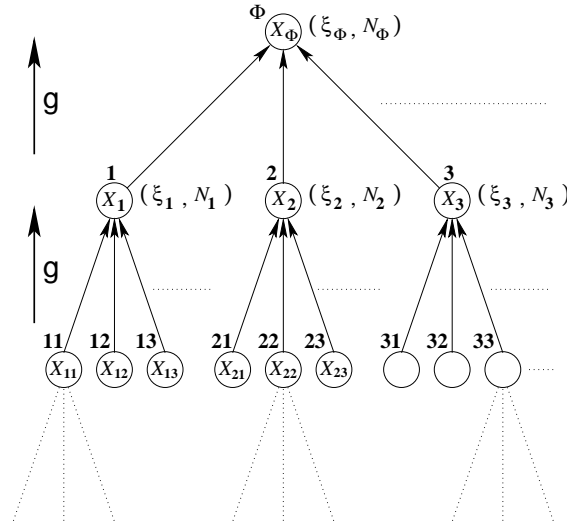 Φ
X_Φ (ξ_Φ , N_Φ)
g
1 2 3
X_1 (ξ_1 , N_1) X_2 (ξ_2 , N_2) X_3 (ξ_3 , N_3)
g
11 12 13 21 22 23 31 32 33
X_11 X_12 X_13 X_21 X_22 X_23